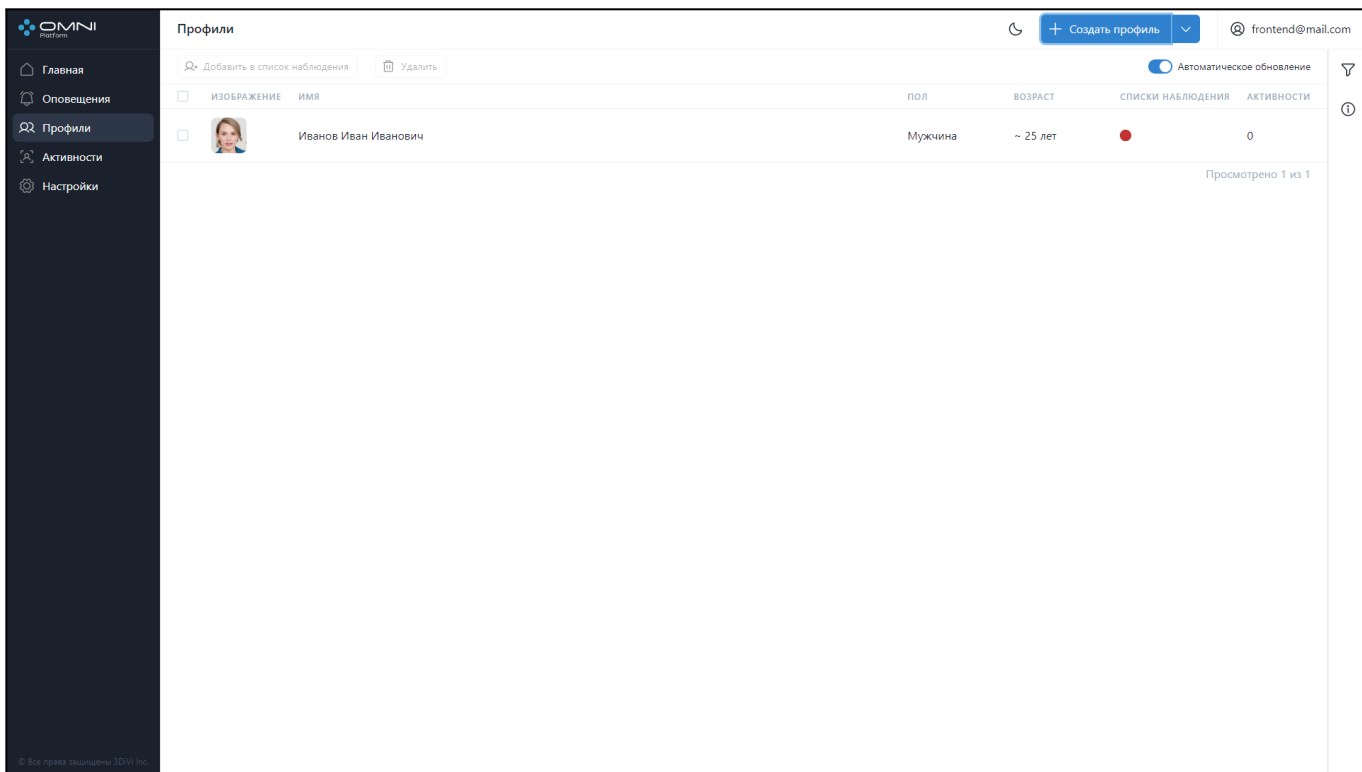 OMNI
Platform
Профили
Создать профиль
frontend@mail.com
Главная
Оповещения
Профили
Активности
Настройки
Добавить в список наблюдения
Удалить
Автоматическое обновление
ИЗОБРАЖЕНИЕ ИМЯ ПОЛ ВОЗРАСТ СПИСКИ НАБЛЮДЕНИЯ АКТИВНОСТИ
Иванов Иван Иванович Мужчина ~ 25 лет 0
Просмотрено 1 из 1
© Все права защищены 3DiVi Inc.